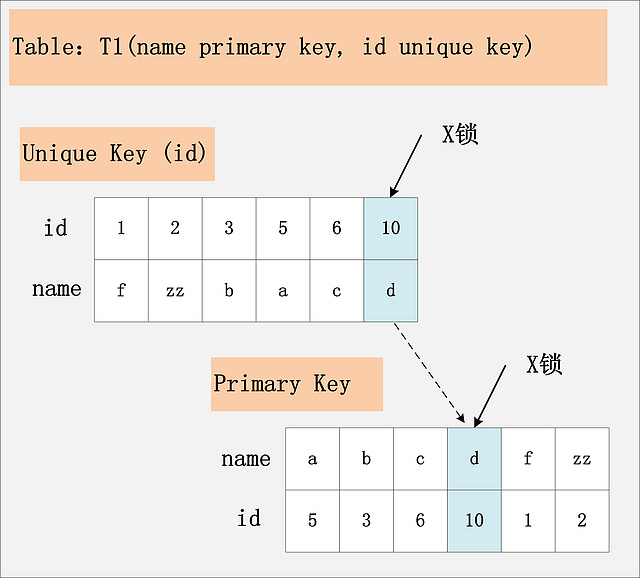 Table: T1(name primary key, id unique key)
X锁
Unique Key (id)
id 1 2 3 5 6 10
name f zz b a c d
X锁
Primary Key
name a b c d f zz
id 5 3 6 10 1 2